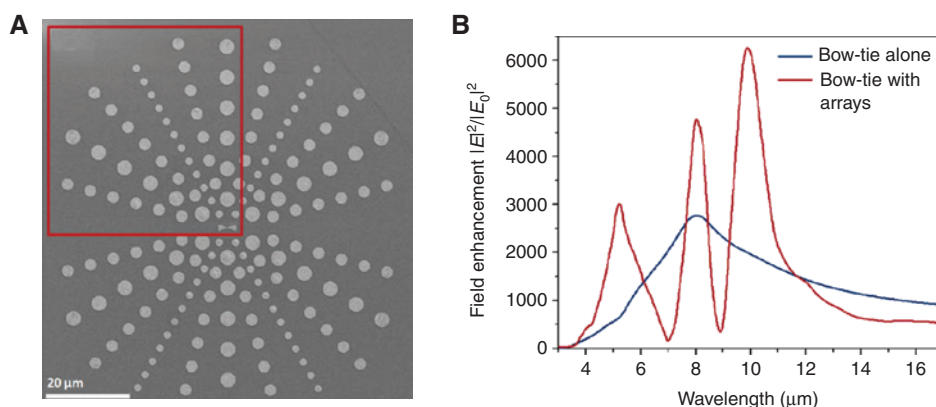 A
20 μm
B
Field enhancement |E|²/|E₀|²
6000
5000
4000
3000
2000
1000
0
Bow-tie alone
Bow-tie with
arrays
4 6 8 10 12 14 16
Wavelength (μm)